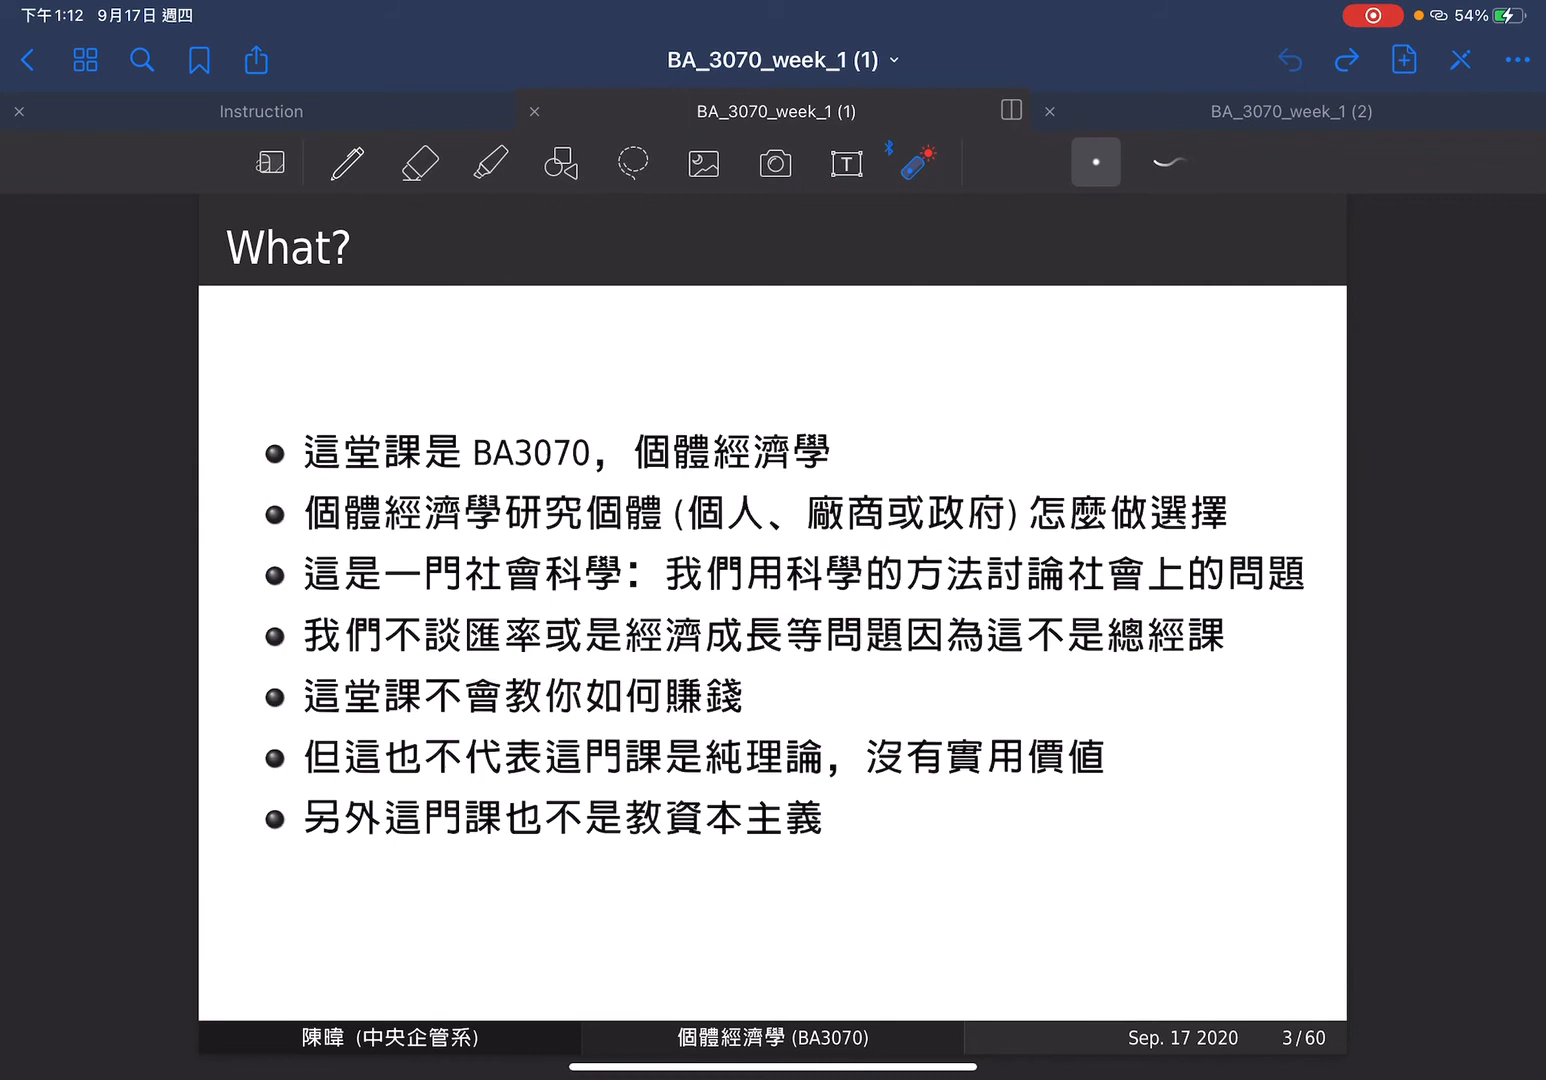 下午1:12 9月17日 週四
54%
BA_3070_week_1 (1)
Instruction
BA_3070_week_1 (1)
BA_3070_week_1 (2)
T
What?
這堂課是 BA3070，個體經濟學
個體經濟學研究個體 (個人、廠商或政府) 怎麼做選擇
這是一門社會科學：我們用科學的方法討論社會上的問題
我們不談匯率或是經濟成長等問題因為這不是總經課
這堂課不會教你如何賺錢
但這也不代表這門課是純理論，沒有實用價值
另外這門課也不是教資本主義
陳暐 (中央企管系)
個體經濟學 (BA3070)
Sep. 17 2020
3/60